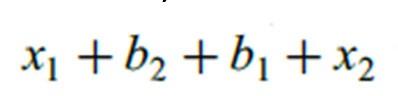 x₁ + b₂ + b₁ + x₂